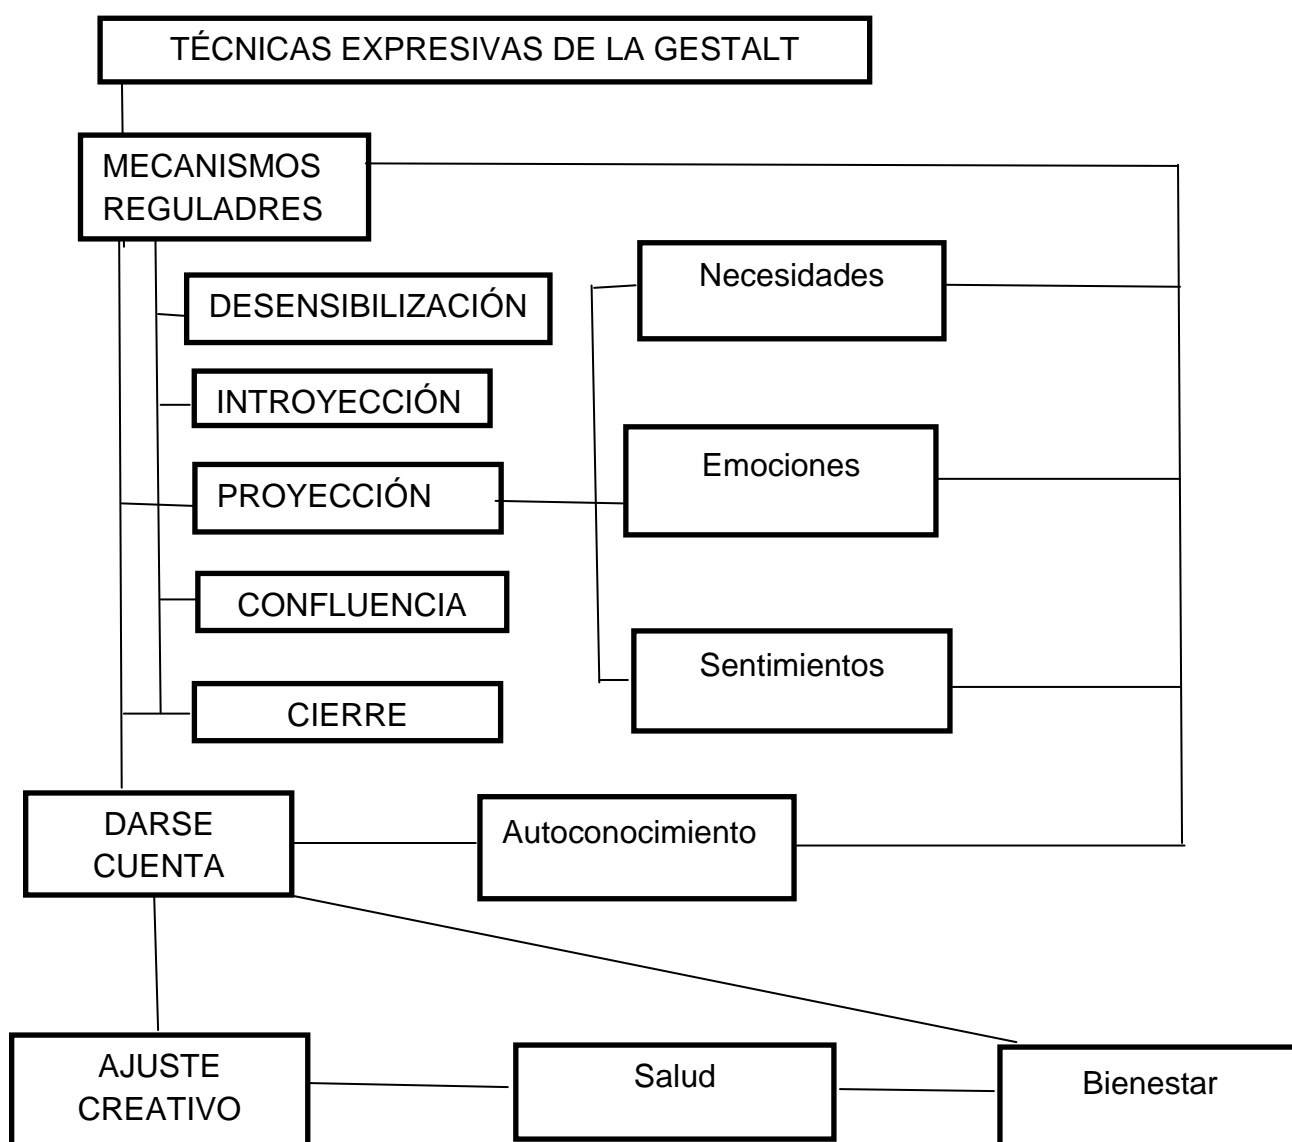 TÉCNICAS EXPRESIVAS DE LA GESTALT
MECANISMOS
REGULADRES
Necesidades
DESENSIBILIZACIÓN
INTROYECCIÓN
Emociones
PROYECCIÓN
CONFLUENCIA
Sentimientos
CIERRE
DARSE
CUENTA
Autoconocimiento
AJUSTE
CREATIVO
Salud
Bienestar